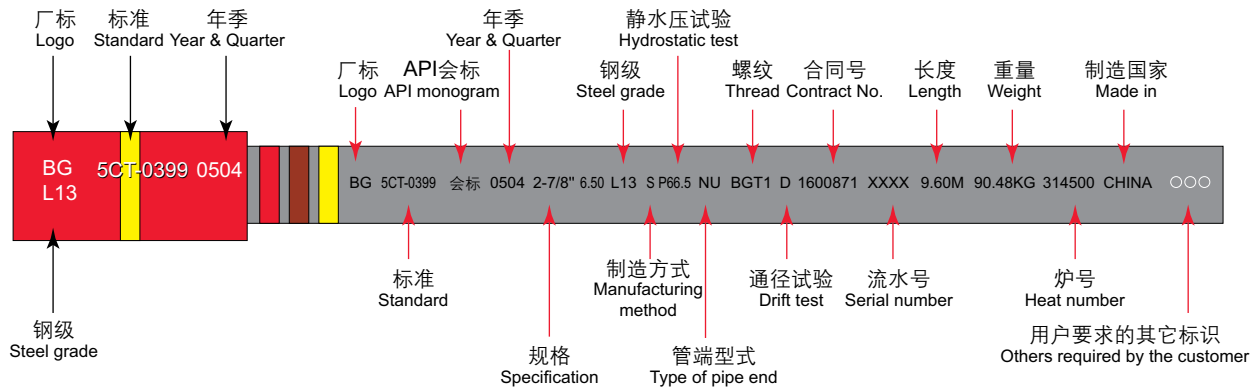 厂标
Logo
标准
Standard
年季
Year & Quarter
年季
Year & Quarter
静水压试验
Hydrostatic test
厂标
Logo
API会标
API monogram
钢级
Steel grade
螺纹
Thread
合同号
Contract No.
长度
Length
重量
Weight
制造国家
Made in
BG 5CT-0399 0504
L13
BG 5CT-0399 会标 0504 2-7/8" 6.50 L13 S P66.5 NU BGT1 D 1600871 XXXX 9.60M 90.48KG 314500 CHINA ○○○
标准
Standard
制造方式
Manufacturing
method
通径试验
Drift test
流水号
Serial number
炉号
Heat number
钢级
Steel grade
规格
Specification
管端型式
Type of pipe end
用户要求的其它标识
Others required by the customer